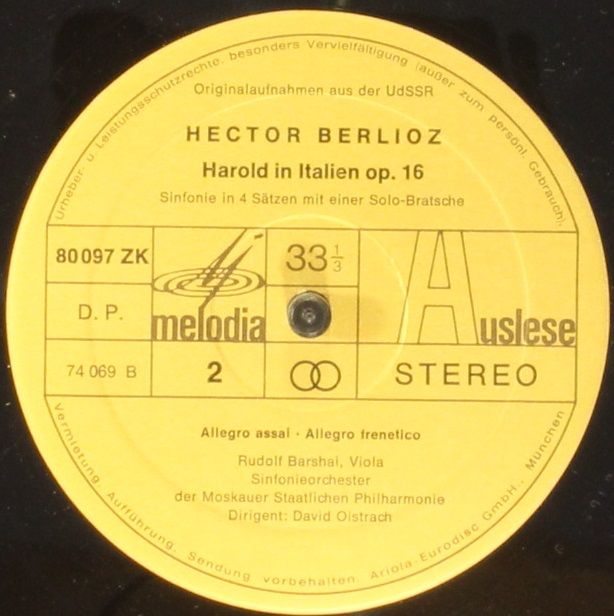 Urheber- u. Leistungsschutzrechte, besonders Vervielfältigung (außer zum persönl. Gebrauch),
Originalaufnahmen aus der UdSSR
HECTOR BERLIOZ
Harold in Italien op. 16
Sinfonie in 4 Sätzen mit einer Solo-Bratsche
80097 ZK
33 1/3
Auslese
D. P.
melodia
74 069 B
2
STEREO
Allegro assai · Allegro frenetico
Rudolf Barshai, Viola
Sinfonieorchester
der Moskauer Staatlichen Philharmonie
Dirigent: David Oistrach
Vermietung, Aufführung, Sendung vorbehalten. Ariola-Eurodisc GmbH., München